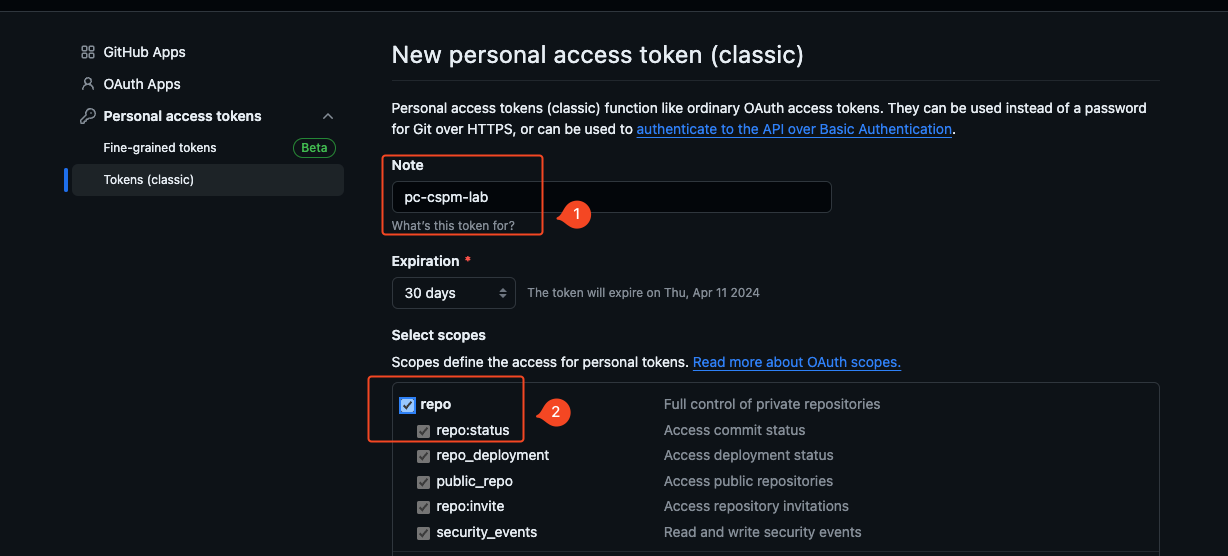 GitHub Apps
OAuth Apps
Personal access tokens
Fine-grained tokens Beta
Tokens (classic)
New personal access token (classic)
Personal access tokens (classic) function like ordinary OAuth access tokens. They can be used instead of a password
for Git over HTTPS, or can be used to authenticate to the API over Basic Authentication.
Note
pc-cspm-lab
1
What's this token for?
Expiration *
30 days The token will expire on Thu, Apr 11 2024
Select scopes
Scopes define the access for personal tokens. Read more about OAuth scopes.
repo Full control of private repositories
2
repo:status Access commit status
repo_deployment Access deployment status
public_repo Access public repositories
repo:invite Access repository invitations
security_events Read and write security events